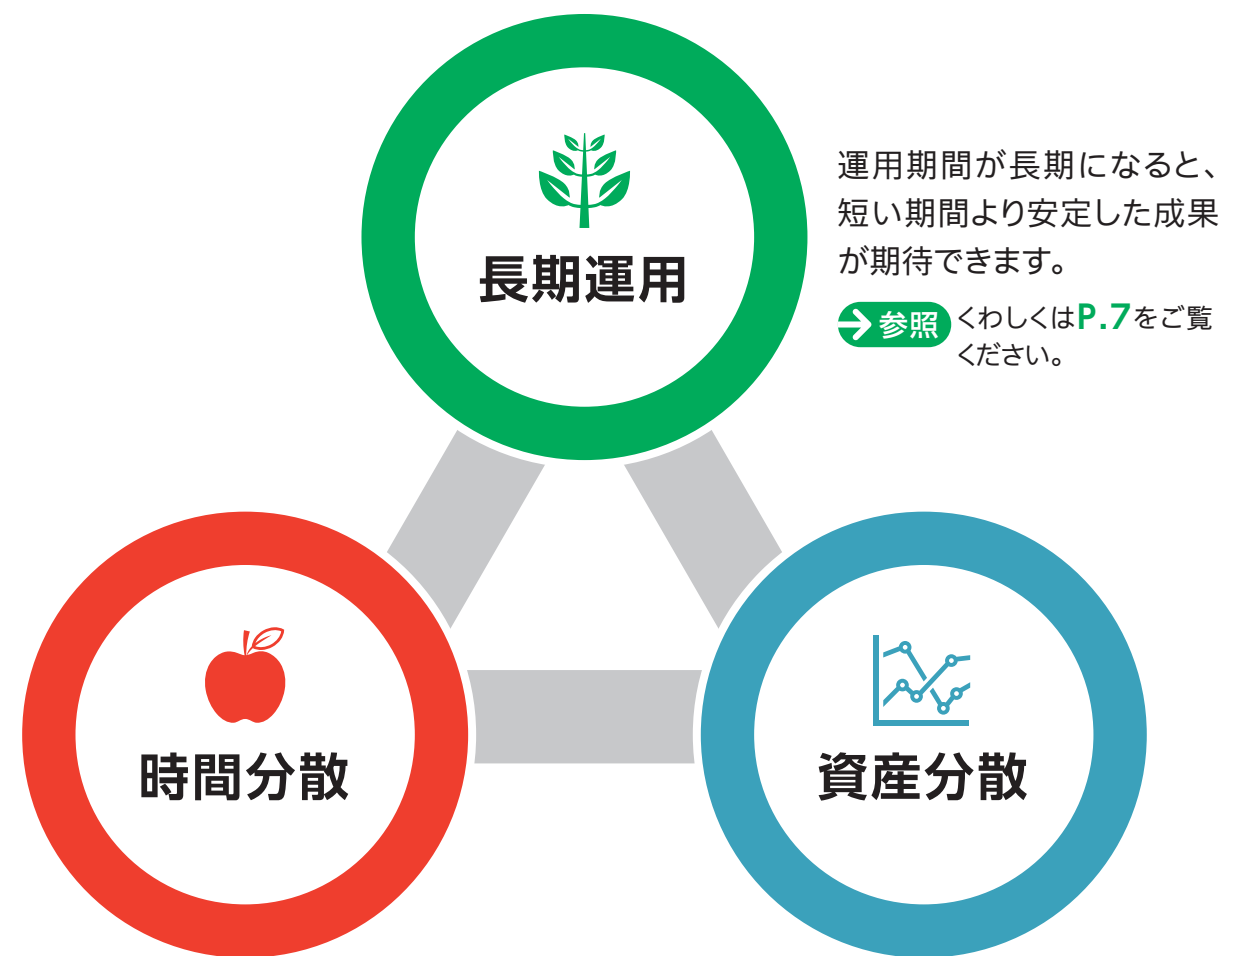 長期運用
運用期間が長期になると、
短い期間より安定した成果
が期待できます。
参照 くわしくはP.7をご覧
ください。
時間分散
資産分散